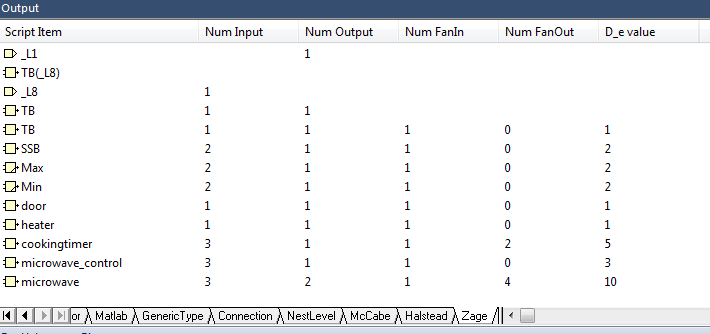 Output
Script Item Num Input Num Output Num FanIn Num FanOut D_e value
_L1 1
TB(_L8)
_L8 1
TB 1 1
TB 1 1 1 0 1
SSB 2 1 1 0 2
Max 2 1 1 0 2
Min 2 1 1 0 2
door 1 1 1 0 1
heater 1 1 1 0 1
cookingtimer 3 1 1 2 5
microwave_control 3 1 1 0 3
microwave 3 2 1 4 10
or Matlab GenericType Connection NestLevel McCabe Halstead Zage